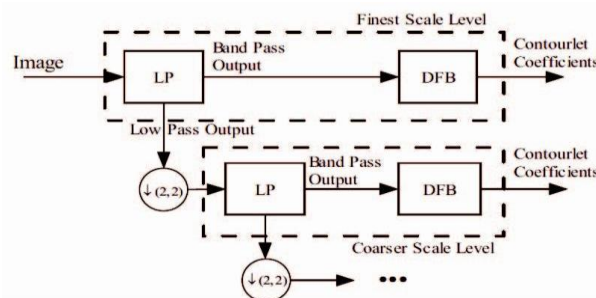 Finest Scale Level
Image
LP
Band Pass
Output
DFB
Contourlet
Coefficients
Low Pass Output
↓(2,2)
LP
Band Pass
Output
DFB
Contourlet
Coefficients
Coarser Scale Level
↓(2,2)
•••